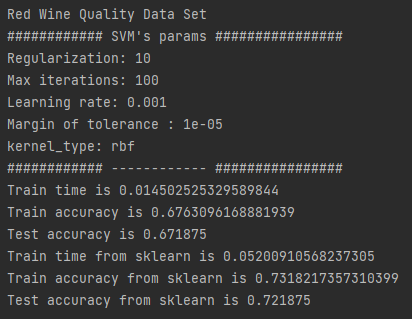 Red Wine Quality Data Set
############ SVM's params ################
Regularization: 10
Max iterations: 100
Learning rate: 0.001
Margin of tolerance : 1e-05
kernel_type: rbf
############ ------------ ################
Train time is 0.014502525329589844
Train accuracy is 0.6763096168881939
Test accuracy is 0.671875
Train time from sklearn is 0.05200910568237305
Train accuracy from sklearn is 0.7318217357310399
Test accuracy from sklearn is 0.721875